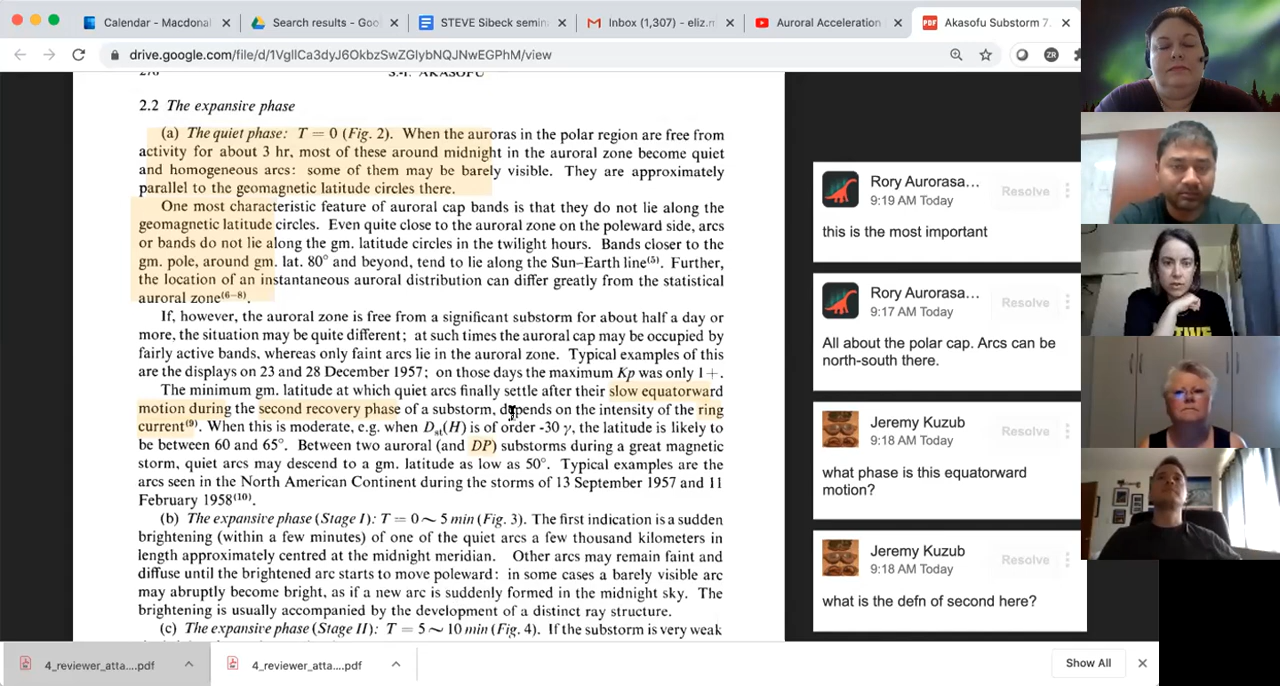 Calendar - Macdonal
Search results - Goo
STEVE Sibeck semin
Inbox (1,307) - eliz.m
Auroral Acceleration
PDF Akasofu Substorm 7.
drive.google.com/file/d/1VgIlCa3dyJ6OkbzSwZGlybNQJNwEGPhM/view
ZR
276 S.-I. AKASOFU
2.2 The expansive phase
(a) The quiet phase: T = 0 (Fig. 2). When the auroras in the polar region are free from
activity for about 3 hr, most of these around midnight in the auroral zone become quiet
and homogeneous arcs: some of them may be barely visible. They are approximately
parallel to the geomagnetic latitude circles there.
One most characteristic feature of auroral cap bands is that they do not lie along the
geomagnetic latitude circles. Even quite close to the auroral zone on the poleward side, arcs
or bands do not lie along the gm. latitude circles in the twilight hours. Bands closer to the
gm. pole, around gm. lat. 80° and beyond, tend to lie along the Sun–Earth line(5). Further,
the location of an instantaneous auroral distribution can differ greatly from the statistical
auroral zone(6–8).
If, however, the auroral zone is free from a significant substorm for about half a day or
more, the situation may be quite different; at such times the auroral cap may be occupied by
fairly active bands, whereas only faint arcs lie in the auroral zone. Typical examples of this
are the displays on 23 and 28 December 1957; on those days the maximum Kp was only 1+.
The minimum gm. latitude at which quiet arcs finally settle after their slow equatorward
motion during the second recovery phase of a substorm, depends on the intensity of the ring
current(9). When this is moderate, e.g. when Dst(H) is of order -30 γ, the latitude is likely to
be between 60 and 65°. Between two auroral (and DP) substorms during a great magnetic
storm, quiet arcs may descend to a gm. latitude as low as 50°. Typical examples are the
arcs seen in the North American Continent during the storms of 13 September 1957 and 11
February 1958(10).
(b) The expansive phase (Stage I): T = 0 ~ 5 min (Fig. 3). The first indication is a sudden
brightening (within a few minutes) of one of the quiet arcs a few thousand kilometers in
length approximately centred at the midnight meridian. Other arcs may remain faint and
diffuse until the brightened arc starts to move poleward: in some cases a barely visible arc
may abruptly become bright, as if a new arc is suddenly formed in the midnight sky. The
brightening is usually accompanied by the development of a distinct ray structure.
(c) The expansive phase (Stage II): T = 5 ~ 10 min (Fig. 4). If the substorm is very weak
Rory Aurorasa...
Resolve
9:19 AM Today
this is the most important
Rory Aurorasa...
Resolve
9:17 AM Today
All about the polar cap. Arcs can be
north-south there.
Jeremy Kuzub
Resolve
9:18 AM Today
what phase is this equatorward
motion?
Jeremy Kuzub
Resolve
9:18 AM Today
what is the defn of second here?
4_reviewer_atta....pdf
4_reviewer_atta....pdf
Show All